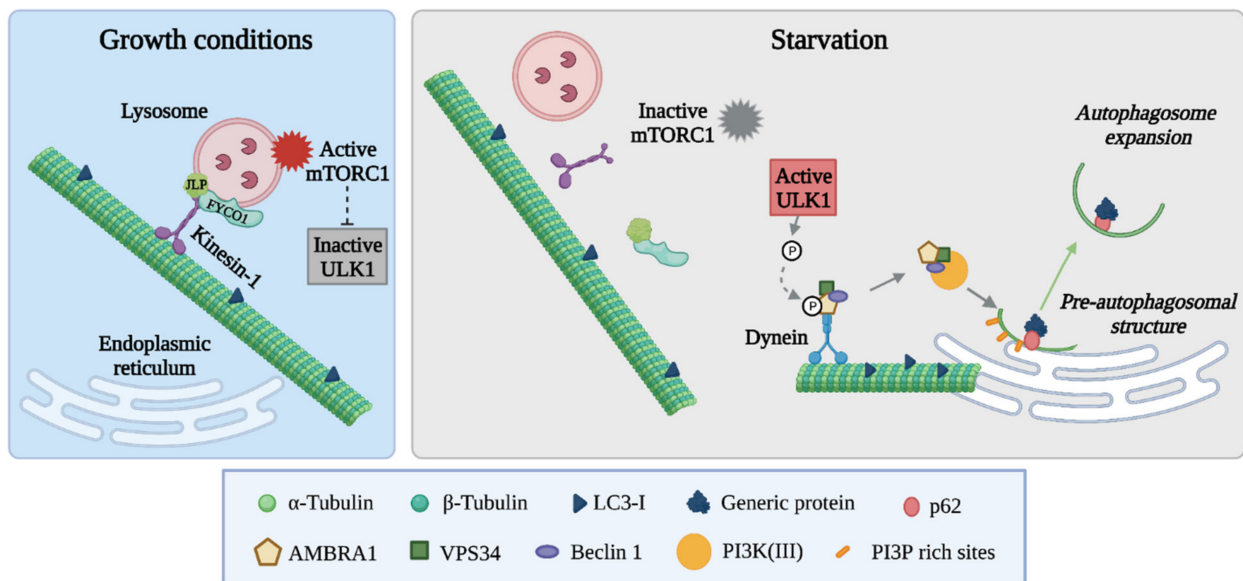 Growth conditions
Lysosome
JLP
FYCO1
Active
mTORC1
Kinesin-1
Inactive
ULK1
Endoplasmic
reticulum
Starvation
Inactive
mTORC1
Active
ULK1
P
P
Dynein
Autophagosome
expansion
Pre-autophagosomal
structure
α-Tubulin
β-Tubulin
LC3-I
Generic protein
p62
AMBRA1
VPS34
Beclin 1
PI3K(III)
PI3P rich sites